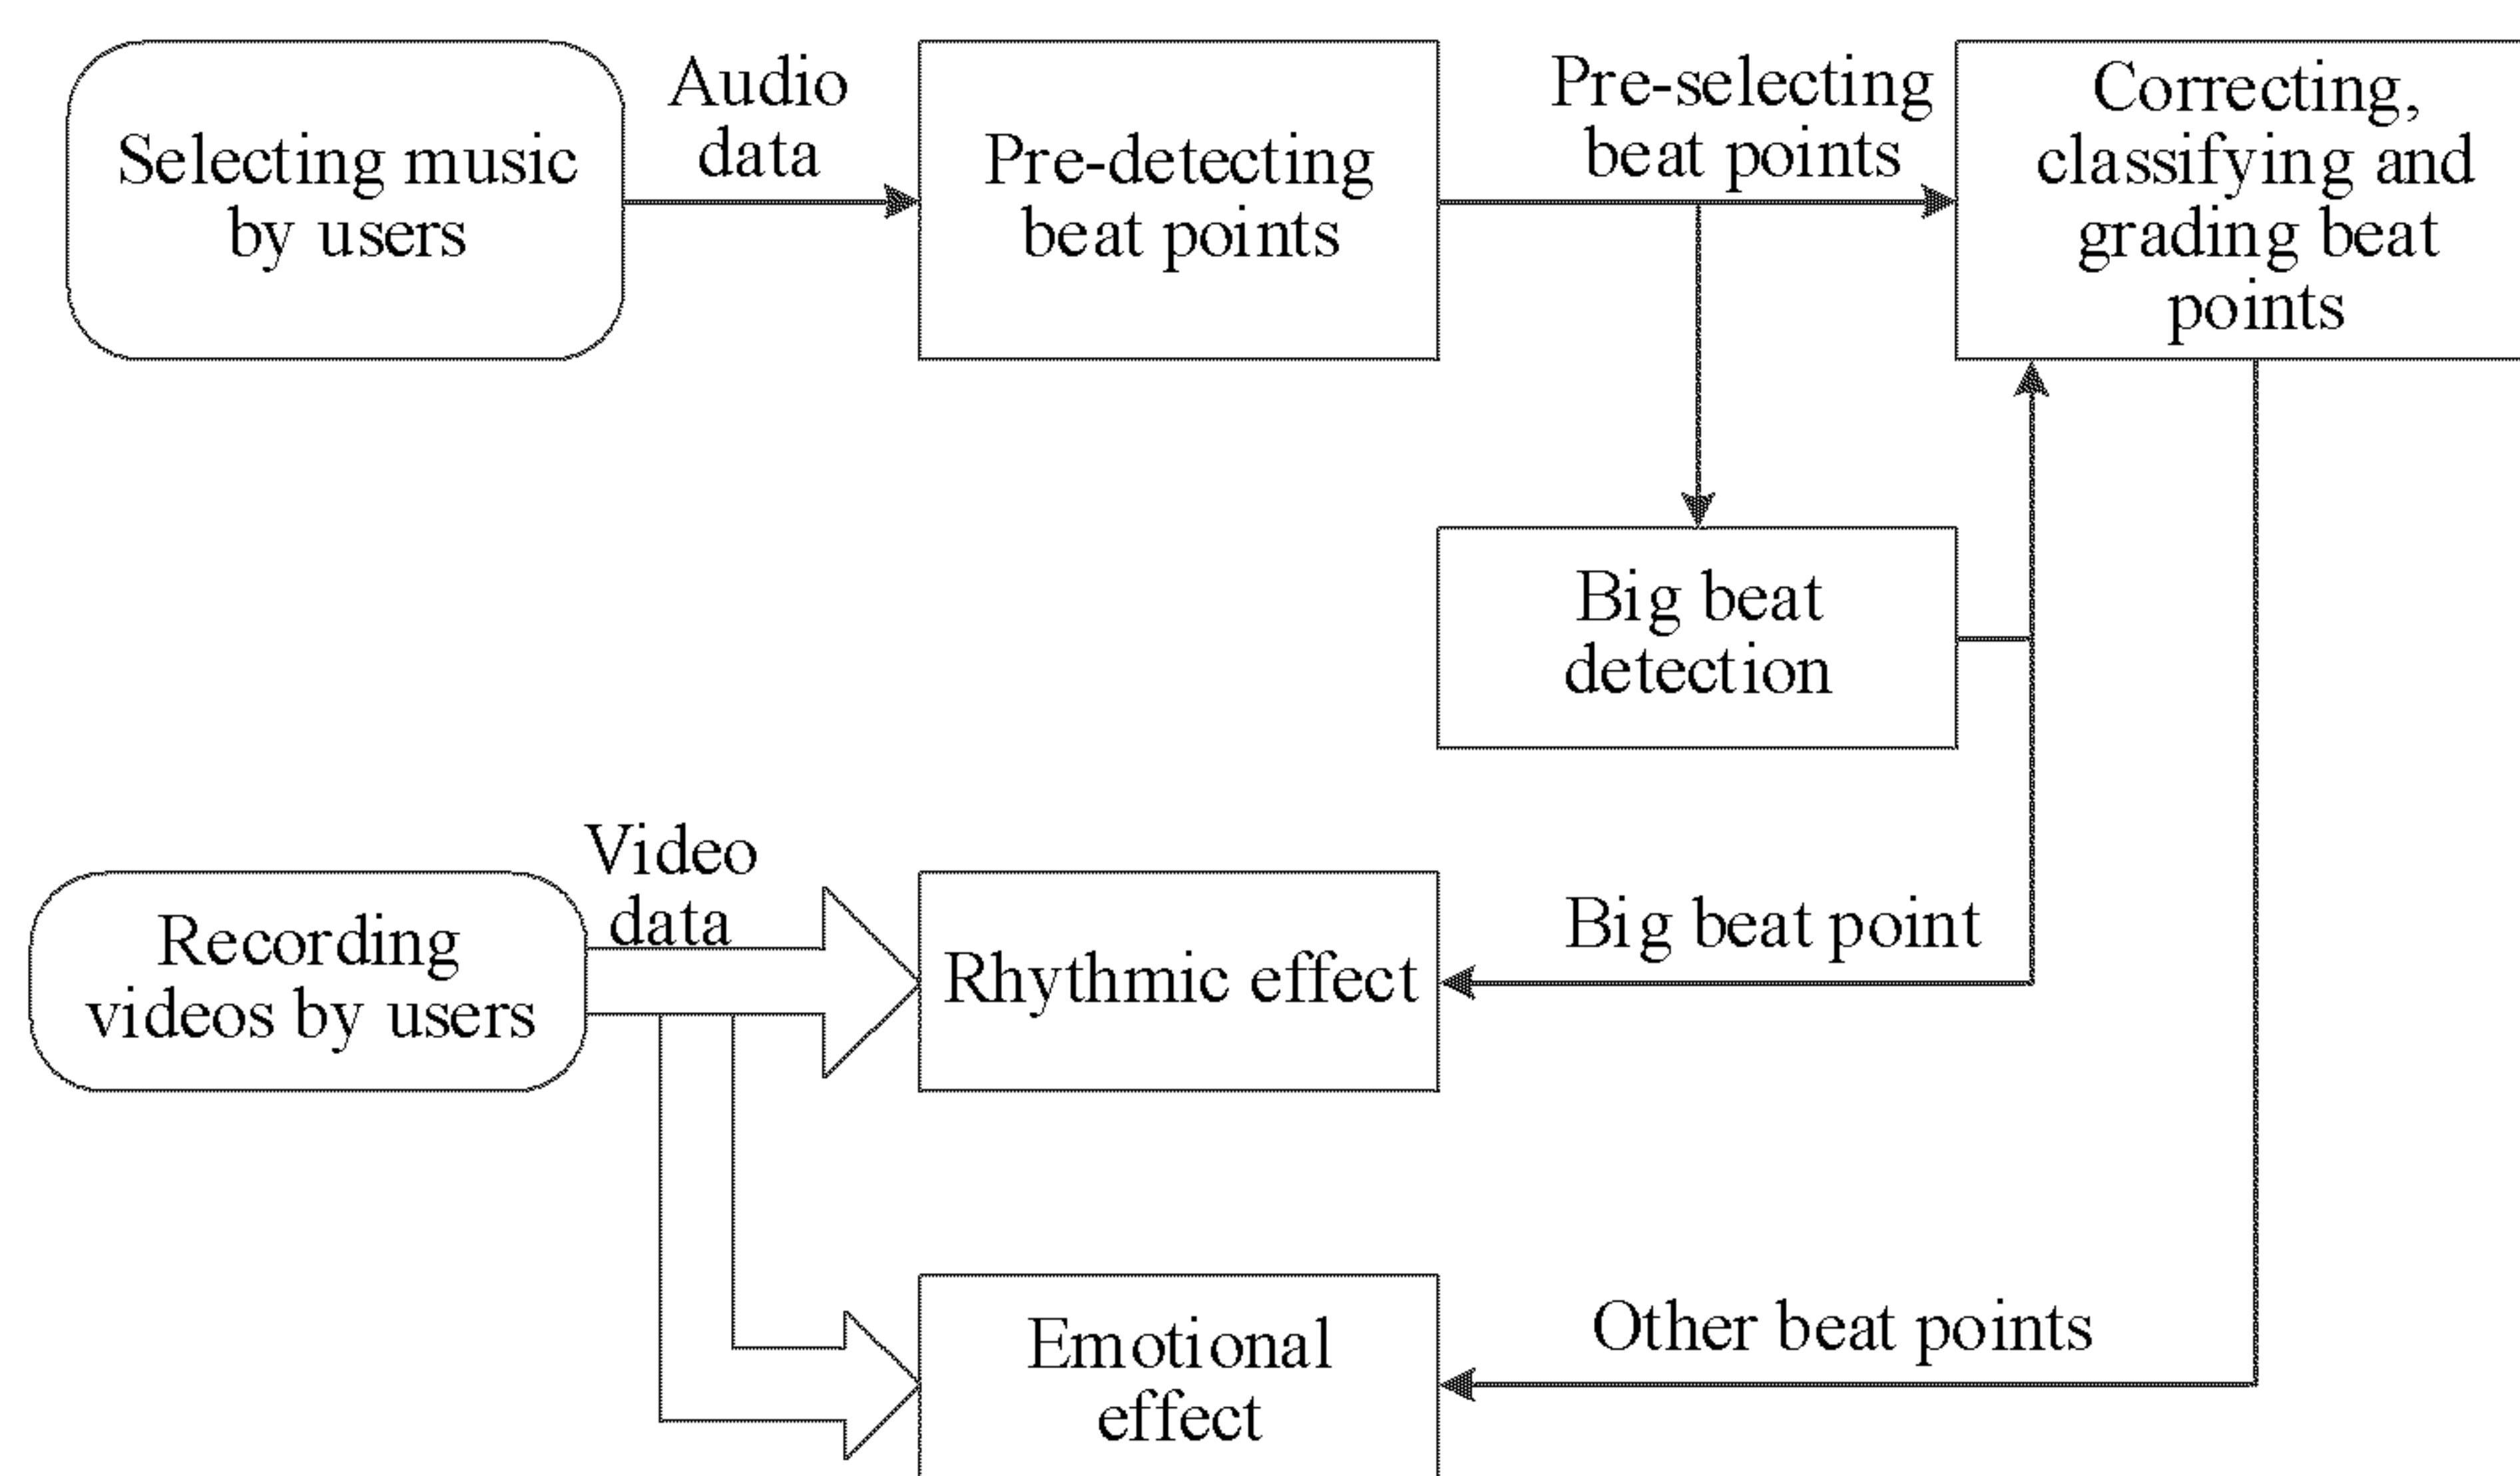 Selecting music
by users
Audio
data
Pre-detecting
beat points
Pre-selecting
beat points
Correcting,
classifying and
grading beat
points
Big beat
detection
Recording
videos by users
Video
data
Rhythmic effect
Big beat point
Emotional
effect
Other beat points